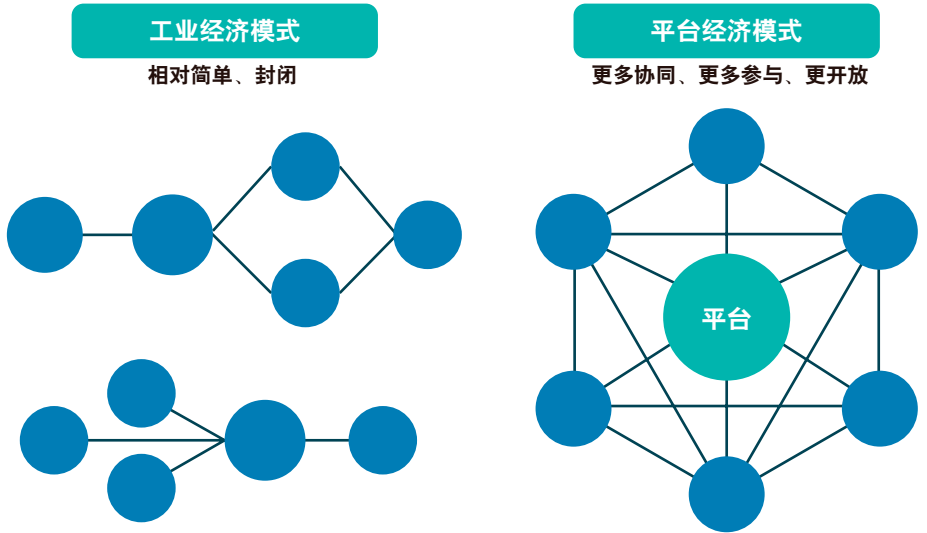 工业经济模式
相对简单、封闭
平台经济模式
更多协同、更多参与、更开放
平台